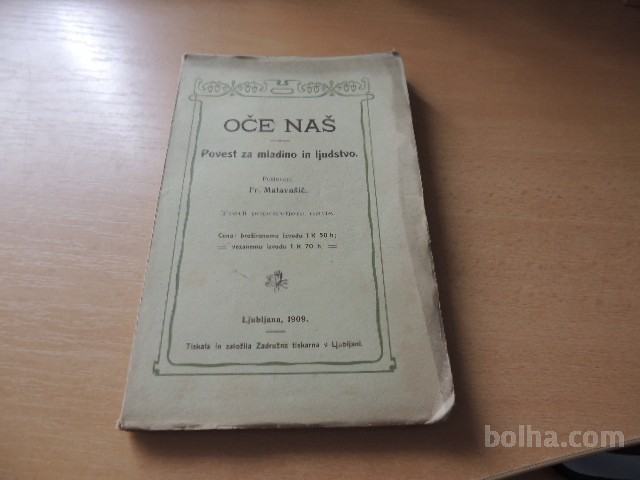 OČE NAŠ
Povest za mladino in ljudstvo.
Fr. Malavašič.
Cena: broširanemu izvodu 1 K 50 h;
vezanemu izvodu 1 K 70 h.
Ljubljana, 1909.
Tiskala in založila Zadružna tiskarna v Ljubljani.
bolha.com